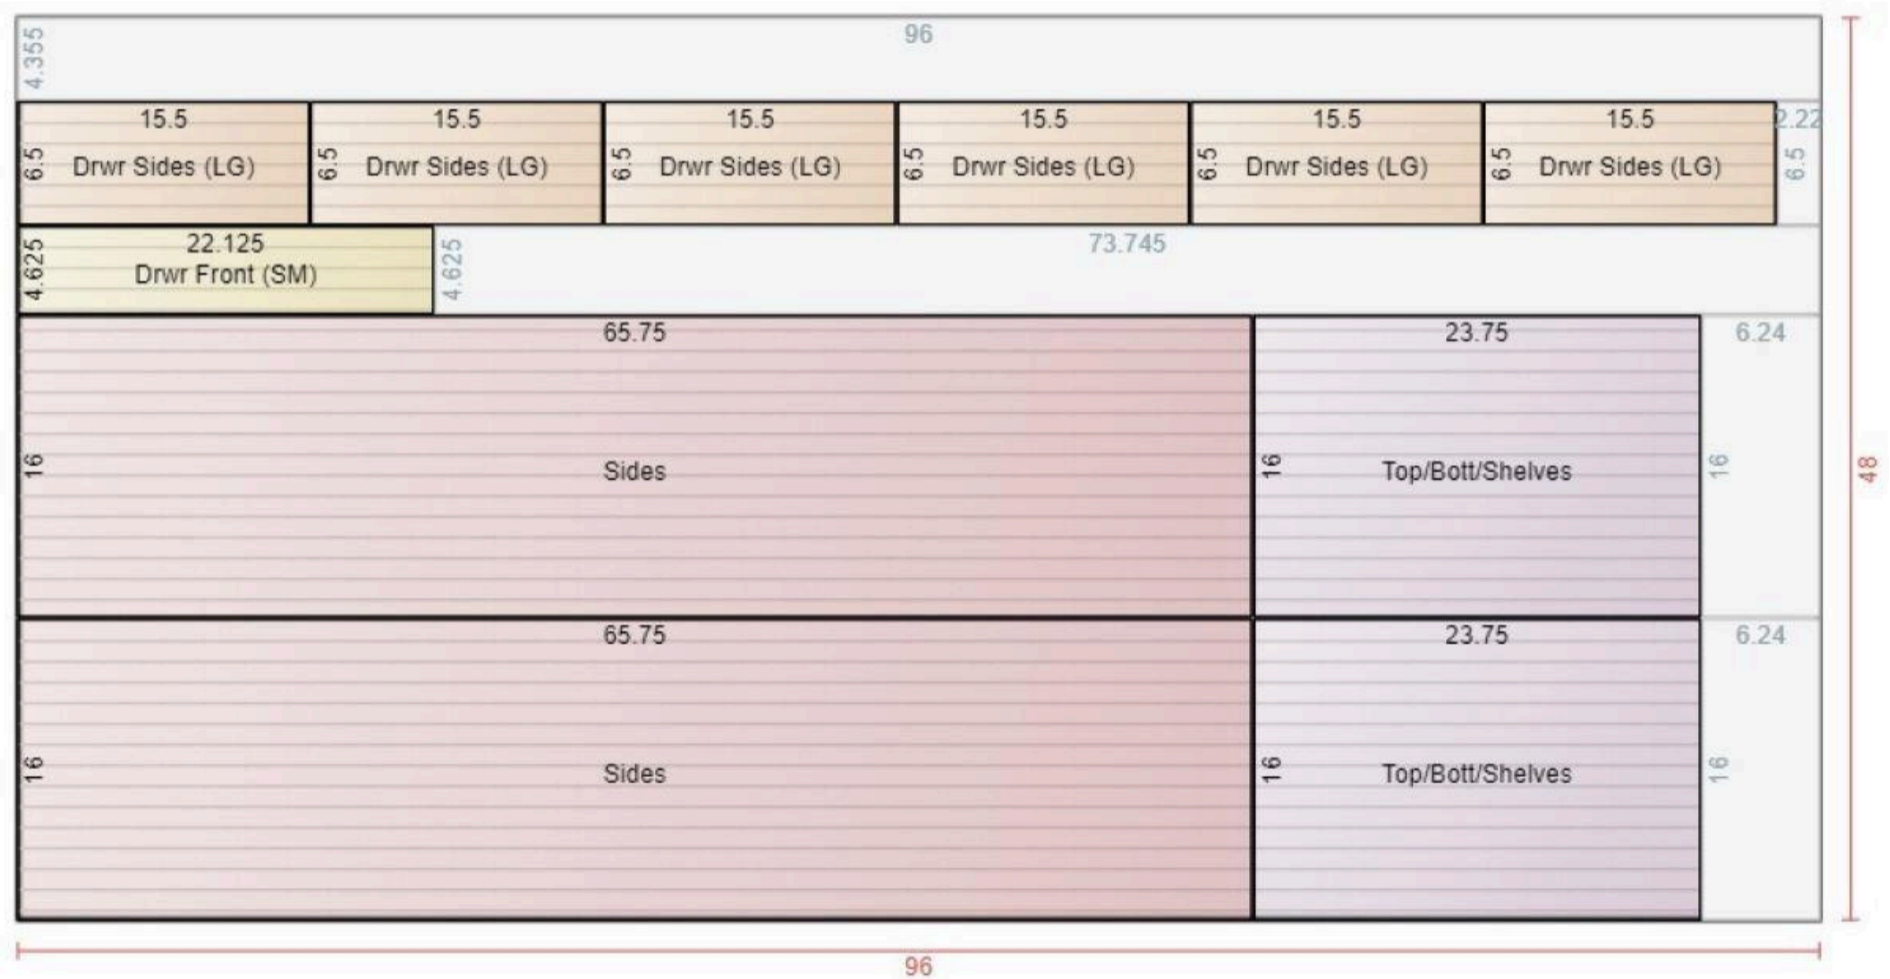 96
4.355
15.5 15.5 15.5 15.5 15.5 15.5 2.22
6.5 Drwr Sides (LG) 6.5 Drwr Sides (LG) 6.5 Drwr Sides (LG) 6.5 Drwr Sides (LG) 6.5 Drwr Sides (LG) 6.5 Drwr Sides (LG) 6.5
22.125 73.745
4.625 Drwr Front (SM) 4.625
65.75 23.75 6.24
16 Sides 16 Top/Bott/Shelves 16 48
65.75 23.75 6.24
16 Sides 16 Top/Bott/Shelves 16
96